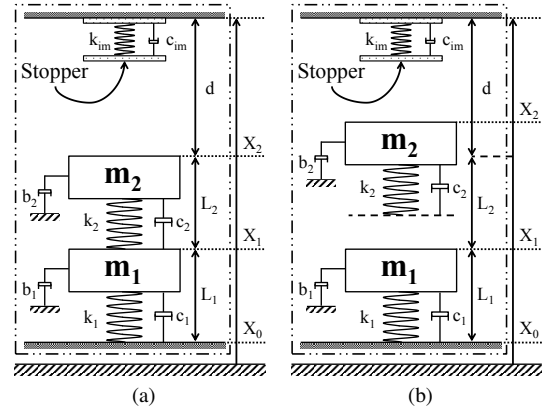 k_im c_im
Stopper
d
X_2
m_2
b_2
k_2 c_2
L_2
X_1
m_1
b_1
k_1 c_1
L_1
X_0
(a)
k_im c_im
Stopper
d
X_2
m_2
b_2
k_2 c_2
L_2
X_1
m_1
b_1
k_1 c_1
L_1
X_0
(b)